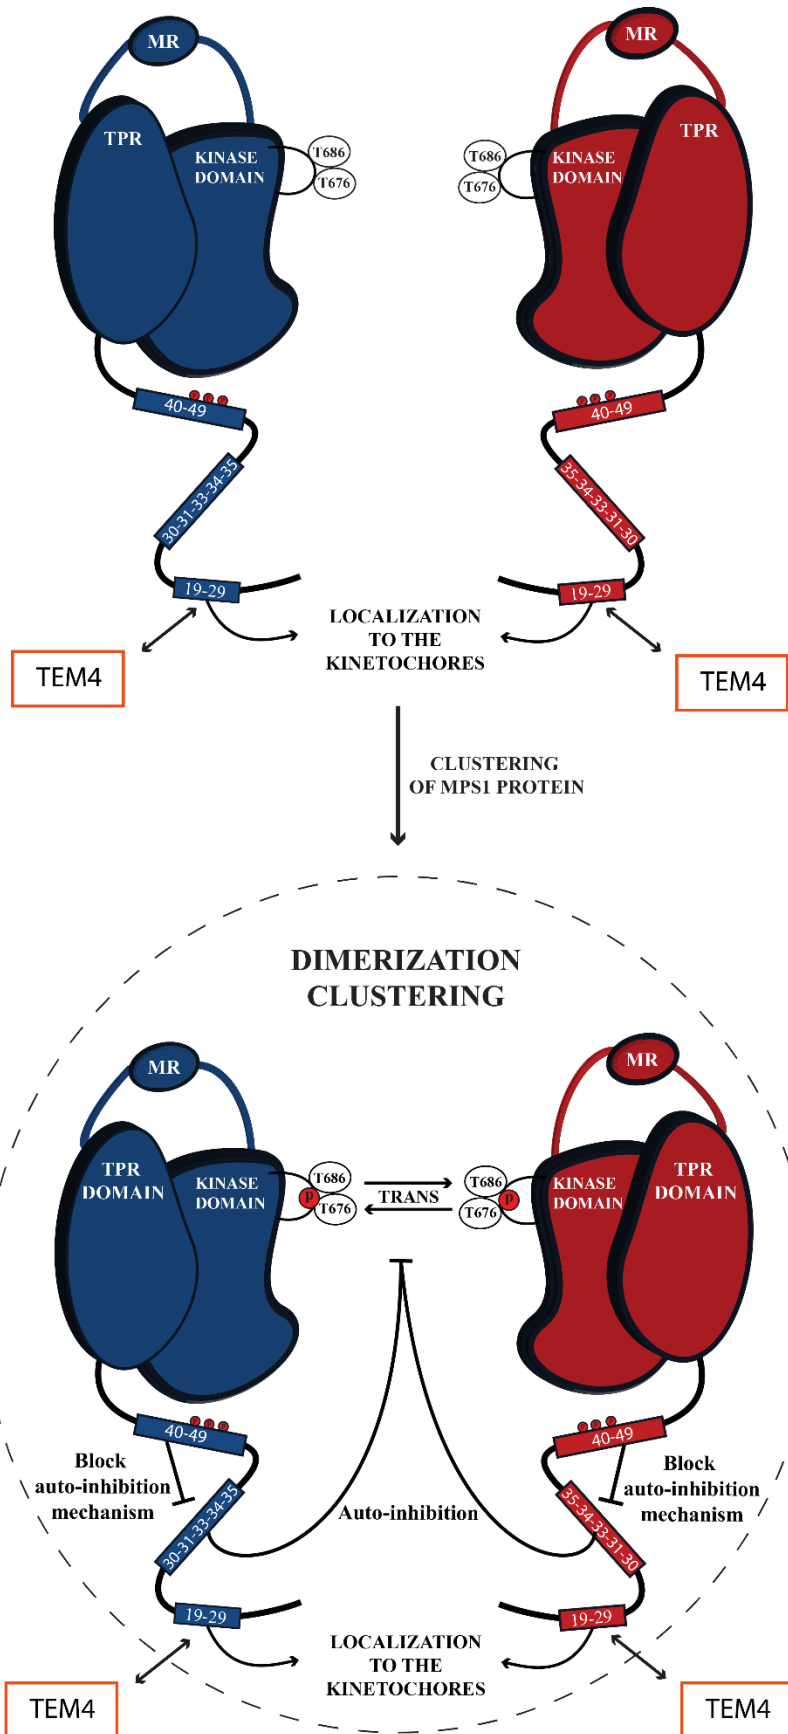 MR
MR
TPR
TPR
KINASE
DOMAIN
T686
T676
T686
T676
KINASE
DOMAIN
P P P
40-49
P P P
40-49
30-31-33-34-35
35-34-33-31-30
19-29
19-29
LOCALIZATION
TO THE
KINETOCHORES
TEM4
TEM4
CLUSTERING
OF MPS1 PROTEIN
DIMERIZATION
CLUSTERING
MR
MR
TPR
DOMAIN
KINASE
DOMAIN
T686
P
T676
TRANS
T686
P
T676
KINASE
DOMAIN
TPR
DOMAIN
P P P
40-49
P P P
40-49
Block
auto-inhibition
mechanism
Block
auto-inhibition
mechanism
30-31-33-34-35
Auto-inhibition
35-34-33-31-30
19-29
19-29
LOCALIZATION
TO THE
KINETOCHORES
TEM4
TEM4